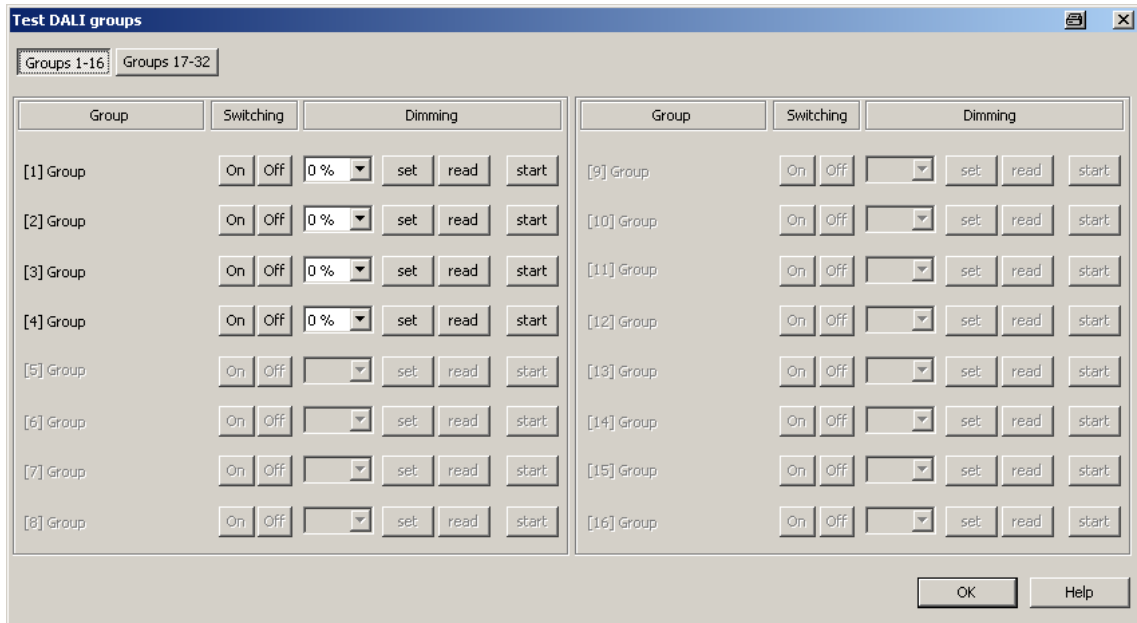 Test DALI groups
Groups 1-16 Groups 17-32
Group Switching Dimming Group Switching Dimming
[1] Group On Off 0 % set read start [9] Group On Off set read start
[2] Group On Off 0 % set read start [10] Group On Off set read start
[3] Group On Off 0 % set read start [11] Group On Off set read start
[4] Group On Off 0 % set read start [12] Group On Off set read start
[5] Group On Off set read start [13] Group On Off set read start
[6] Group On Off set read start [14] Group On Off set read start
[7] Group On Off set read start [15] Group On Off set read start
[8] Group On Off set read start [16] Group On Off set read start
OK Help